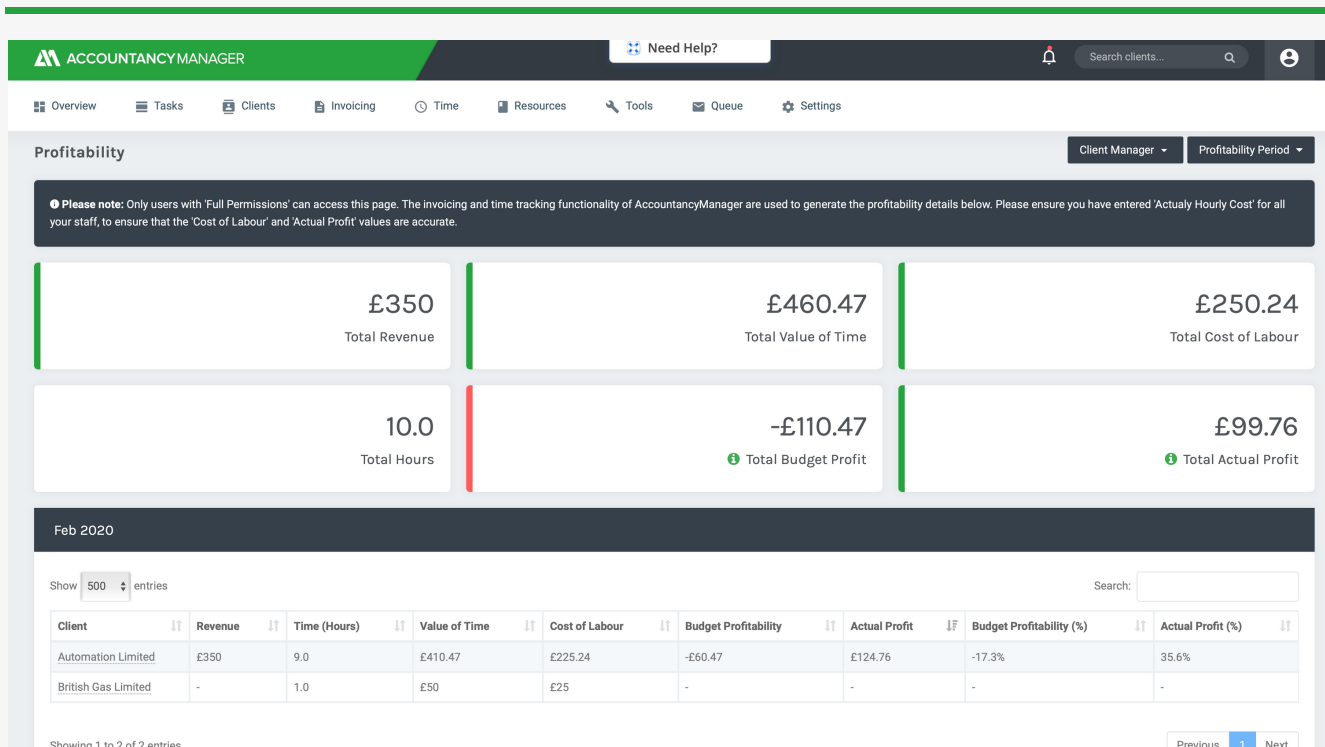 ACCOUNTANCYMANAGER
Need Help?
Search clients...
Overview Tasks Clients Invoicing Time Resources Tools Queue Settings
Profitability
Client Manager Profitability Period
Please note: Only users with 'Full Permissions' can access this page. The invoicing and time tracking functionality of AccountancyManager are used to generate the profitability details below. Please ensure you have entered 'Actualy Hourly Cost' for all
your staff, to ensure that the 'Cost of Labour' and 'Actual Profit' values are accurate.
£350 £460.47 £250.24
Total Revenue Total Value of Time Total Cost of Labour
10.0 -£110.47 £99.76
Total Hours Total Budget Profit Total Actual Profit
Feb 2020
Show 500 entries Search:
Client Revenue Time (Hours) Value of Time Cost of Labour Budget Profitability Actual Profit Budget Profitability (%) Actual Profit (%)
Automation Limited £350 9.0 £410.47 £225.24 -£60.47 £124.76 -17.3% 35.6%
British Gas Limited - 1.0 £50 £25 - - - -
Showing 1 to 2 of 2 entries Previous 1 Next